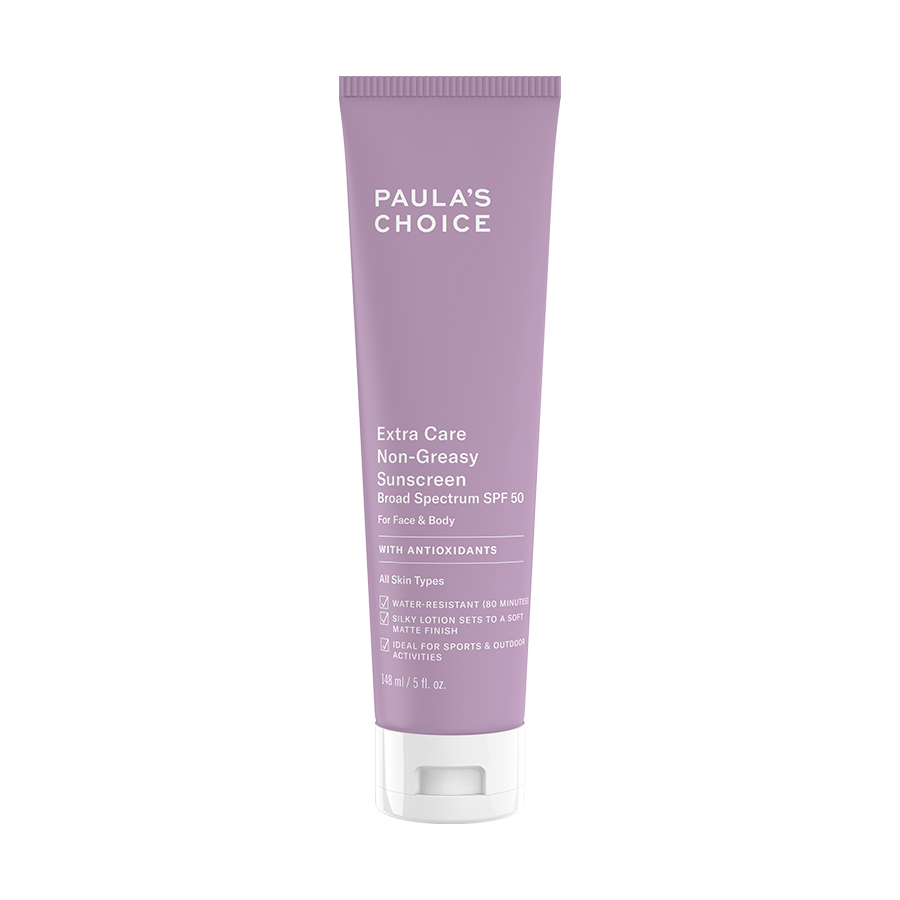 PAULA'S
CHOICE
Extra Care
Non-Greasy
Sunscreen
Broad Spectrum SPF 50
For Face & Body
WITH ANTIOXIDANTS
All Skin Types
WATER-RESISTANT (80 MINUTES)
SILKY LOTION SETS TO A SOFT
MATTE FINISH
IDEAL FOR SPORTS & OUTDOOR
ACTIVITIES
148 ml / 5 fl. oz.